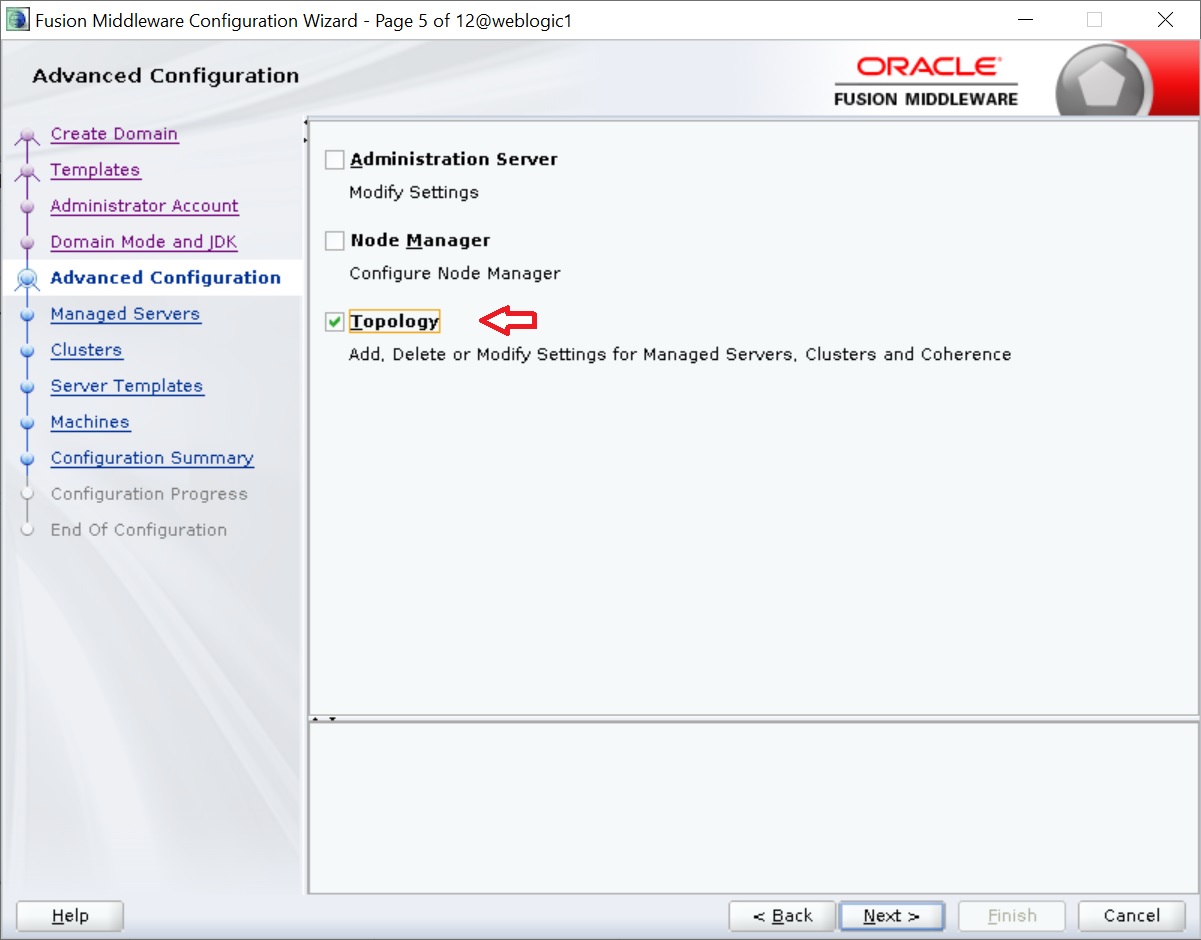 Fusion Middleware Configuration Wizard - Page 5 of 12@weblogic1
Advanced Configuration
ORACLE
FUSION MIDDLEWARE
Create Domain
Templates
Administrator Account
Domain Mode and JDK
Advanced Configuration
Managed Servers
Clusters
Server Templates
Machines
Configuration Summary
Configuration Progress
End Of Configuration
Administration Server
Modify Settings
Node Manager
Configure Node Manager
Topology
Add, Delete or Modify Settings for Managed Servers, Clusters and Coherence
Help
< Back
Next >
Finish
Cancel